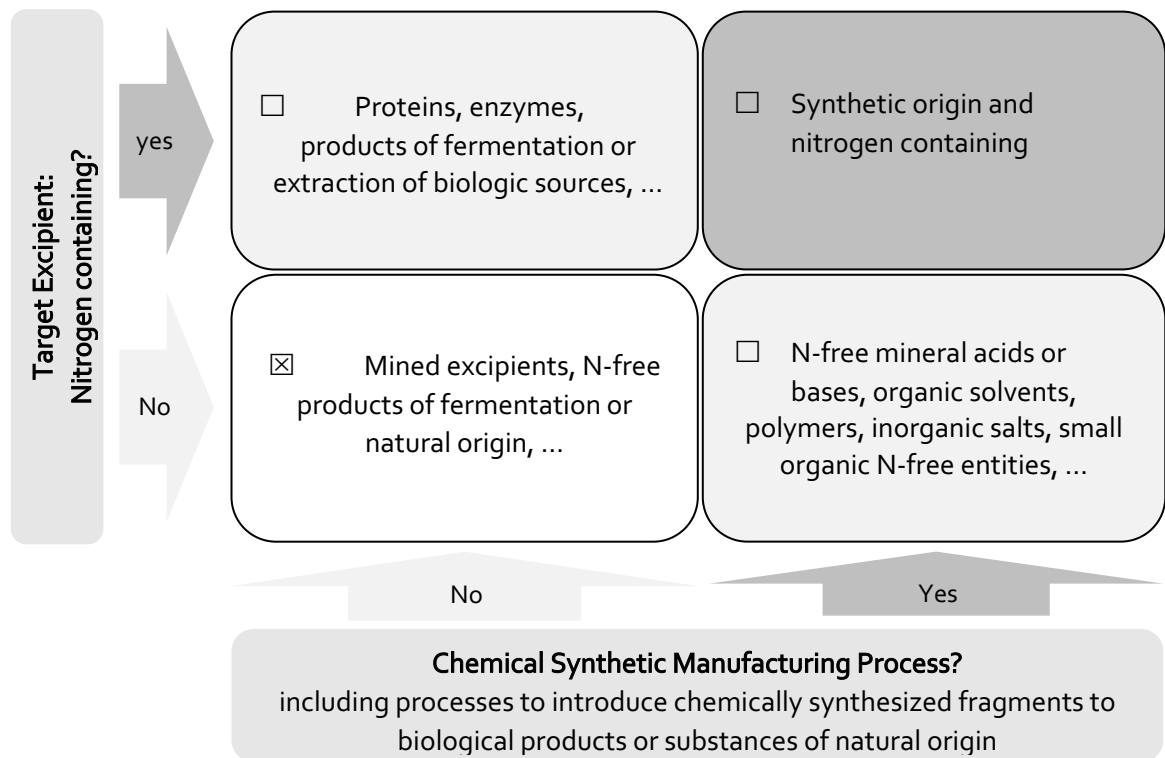 Target Excipient:
Nitrogen containing?
yes
☐ Proteins, enzymes,
products of fermentation or
extraction of biologic sources, ...
☐ Synthetic origin and
nitrogen containing
No
☒ Mined excipients, N-free
products of fermentation or
natural origin, ...
☐ N-free mineral acids or
bases, organic solvents,
polymers, inorganic salts, small
organic N-free entities, ...
No
Yes
Chemical Synthetic Manufacturing Process?
including processes to introduce chemically synthesized fragments to
biological products or substances of natural origin